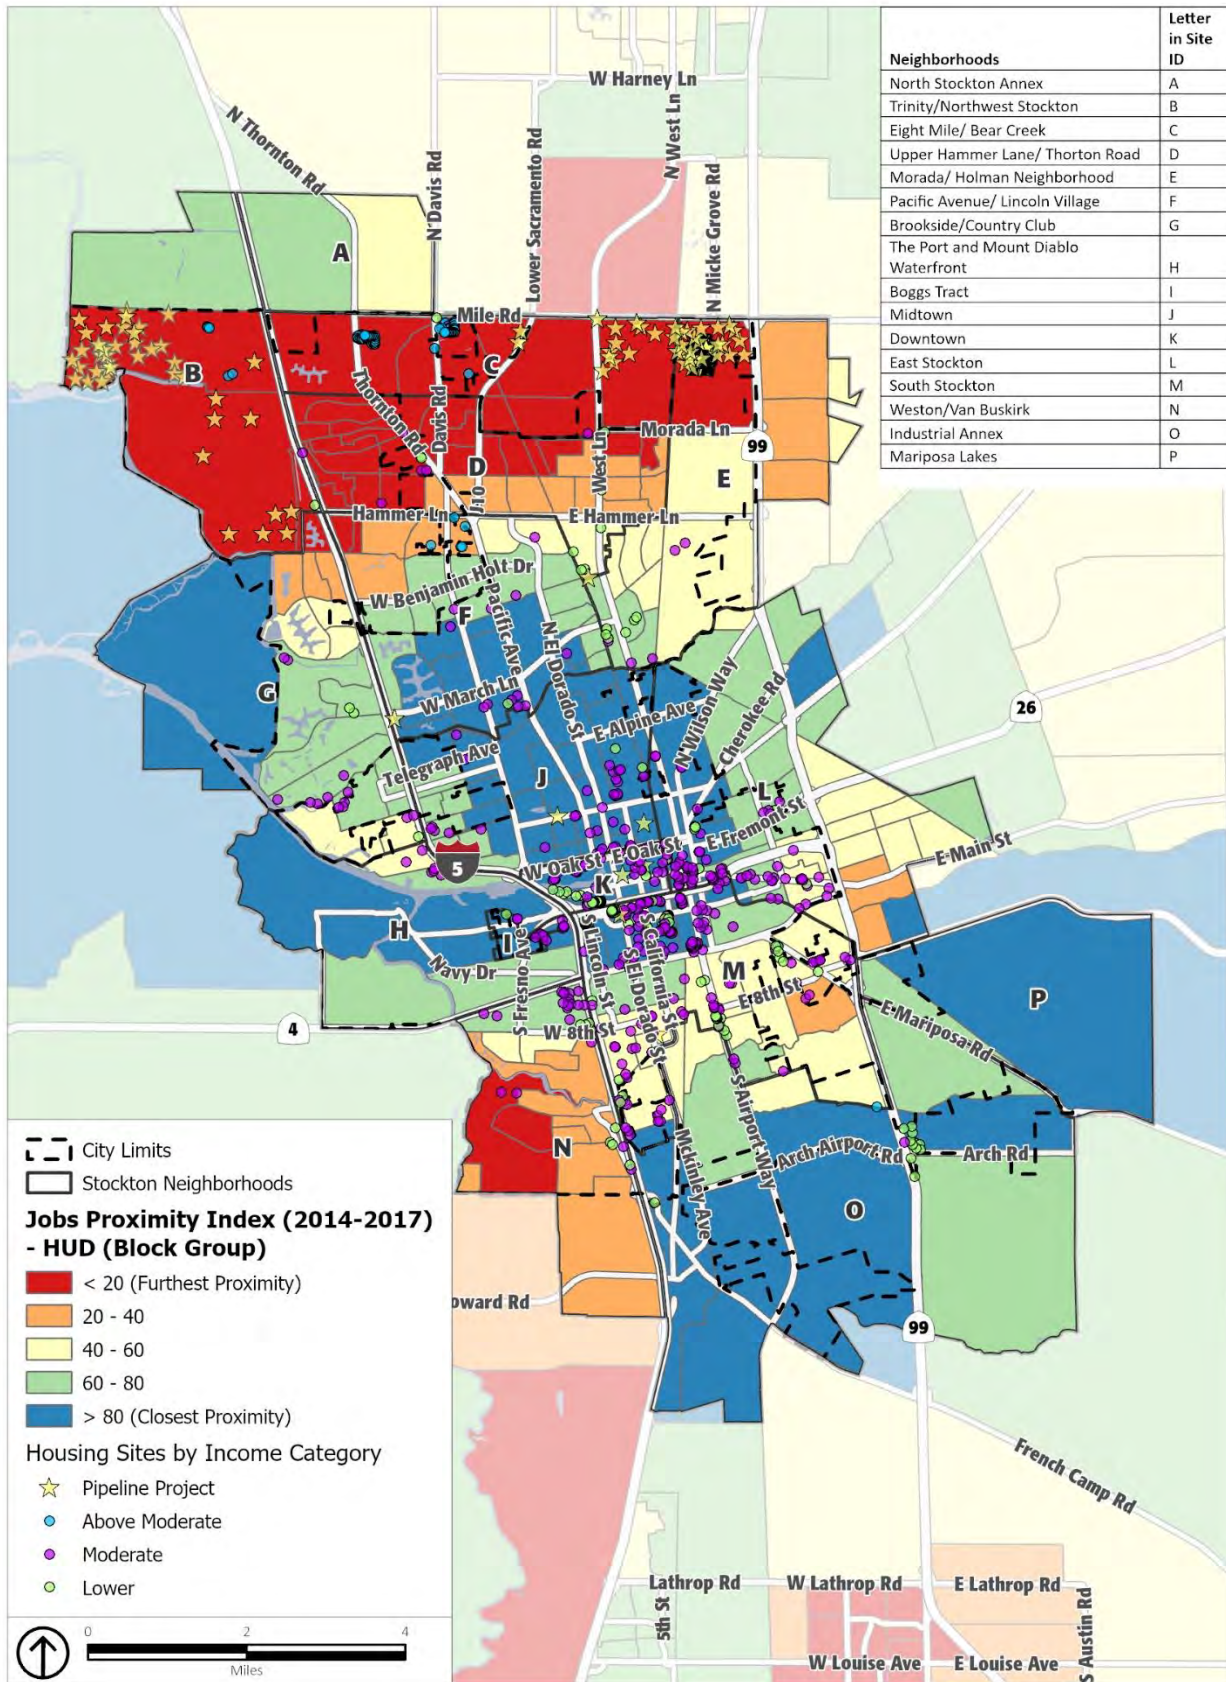 Neighborhoods Letter in Site ID
North Stockton Annex A
Trinity/Northwest Stockton B
Eight Mile/ Bear Creek C
Upper Hammer Lane/ Thorton Road D
Morada/ Holman Neighborhood E
Pacific Avenue/ Lincoln Village F
Brookside/Country Club G
The Port and Mount Diablo
Waterfront H
Boggs Tract I
Midtown J
Downtown K
East Stockton L
South Stockton M
Weston/Van Buskirk N
Industrial Annex O
Mariposa Lakes P
W Harney Ln
N Thornton Rd
N Davis Rd
Lower Sacramento Rd
N West Ln
N Micke Grove Rd
A
Mile Rd
B
C
Thornton Rd
Davis Rd
Morada Ln
99
D
West Ln
E
J10
Hammer Ln
E Hammer Ln
W Benjamin Holt Dr
F
Pacific Ave
N El Dorado St
G
W March Ln
N Wilson Way
Cherokee Rd
26
E Alpine Ave
Telegraph Ave
J
L
E Fremont St
E Main St
5
W Oak St
E Oak St
K
H
I
Navy Dr
S Fresno Ave
S Lincoln St
S El Dorado St
S California St
M
E 8th St
W 8th St
4
P
E Mariposa Rd
N
Mckinley Ave
S Airport Way
Arch Airport Rd
Arch Rd
O
oward Rd
99
French Camp Rd
Lathrop Rd
W Lathrop Rd
E Lathrop Rd
5th St
S Austin Rd
W Louise Ave
E Louise Ave
City Limits
Stockton Neighborhoods
Jobs Proximity Index (2014-2017)
- HUD (Block Group)
< 20 (Furthest Proximity)
20 - 40
40 - 60
60 - 80
> 80 (Closest Proximity)
Housing Sites by Income Category
Pipeline Project
Above Moderate
Moderate
Lower
0 2 4
Miles